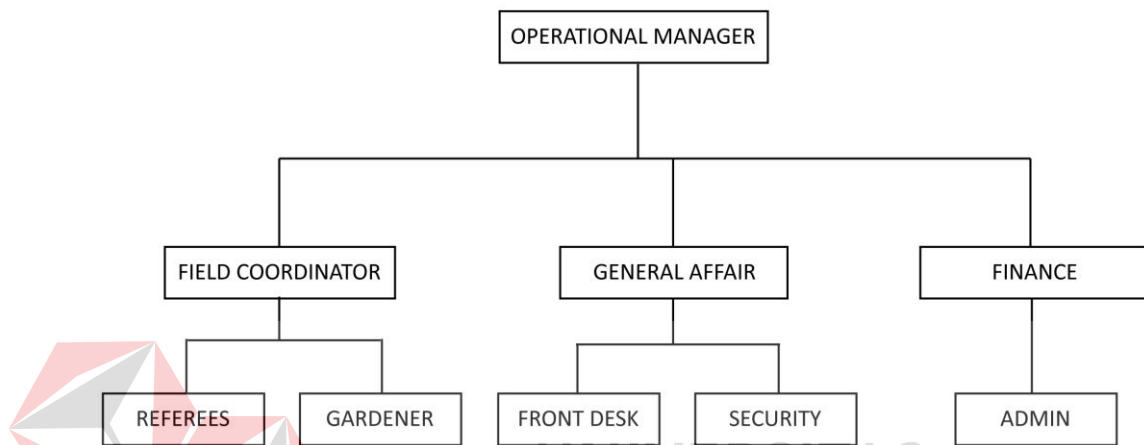 OPERATIONAL MANAGER
FIELD COORDINATOR
GENERAL AFFAIR
FINANCE
REFEREES
GARDENER
FRONT DESK
SECURITY
ADMIN